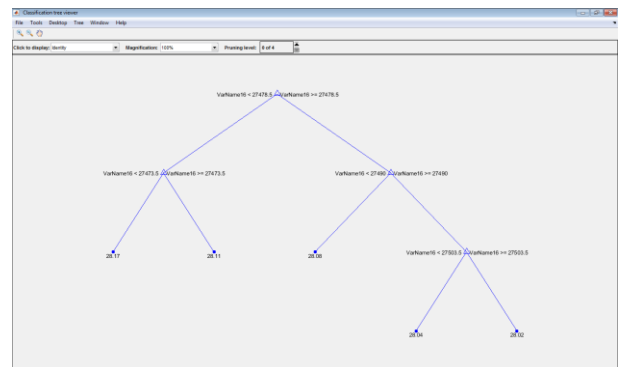 Classification tree viewer
File Tools Desktop Tree Window Help
Click to display: Identity Magnification: 100% Pruning level: 0 of 4
VarName16 < 27478.5 VarName16 >= 27478.5
VarName16 < 27473.5 VarName16 >= 27473.5 VarName16 < 27490 VarName16 >= 27490
28.17 28.11 28.08 VarName16 < 27503.5 VarName16 >= 27503.5
28.04 28.02